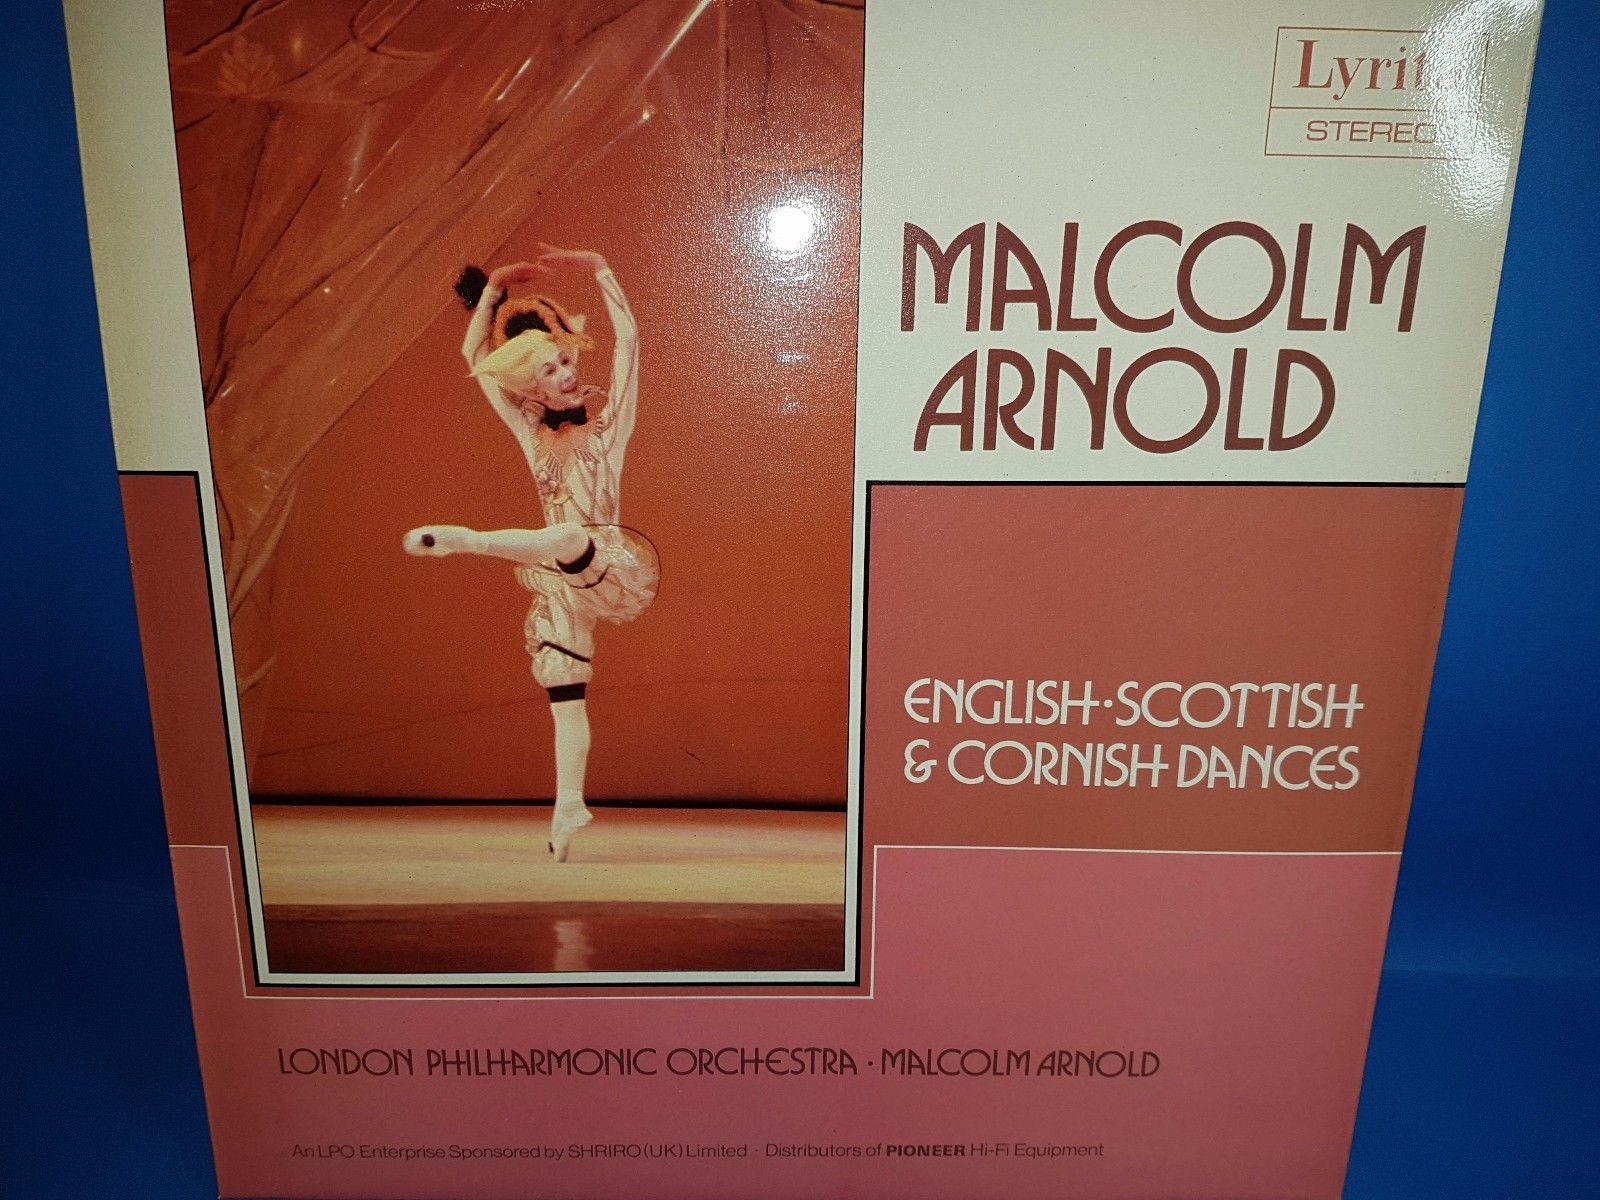 Lyrita
STEREO
MALCOLM
ARNOLD
ENGLISH·SCOTTISH
& CORNISH DANCES
LONDON PHILHARMONIC ORCHESTRA · MALCOLM ARNOLD
An LPO Enterprise Sponsored by SHRIRO (UK) Limited · Distributors of PIONEER Hi-Fi Equipment